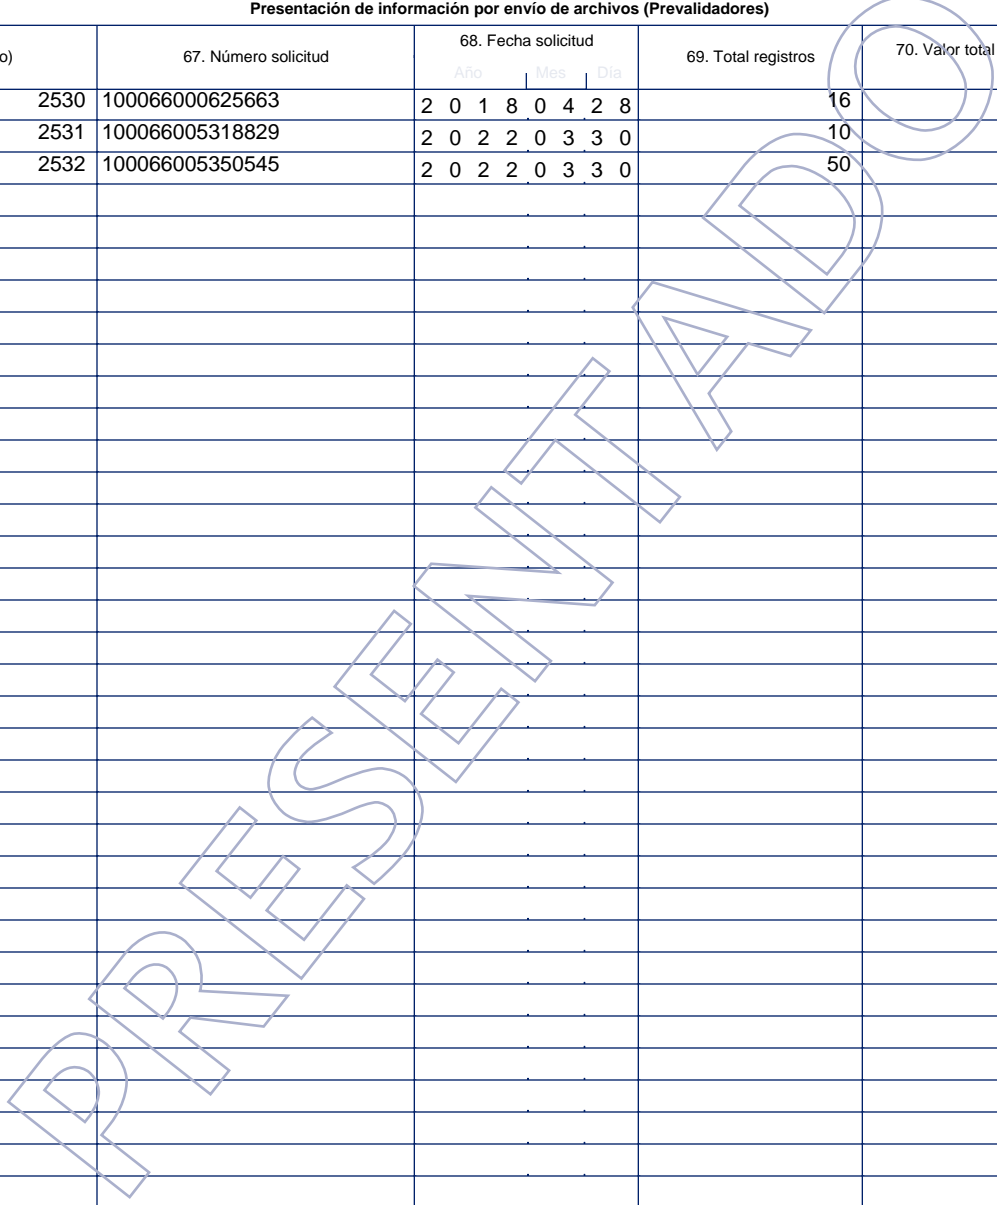 Presentación de información por envío de archivos (Prevalidadores)
o) 67. Número solicitud 68. Fecha solicitud 69. Total registros 70. Valor total
Año Mes Día
2530 100066000625663 2 0 1 8 0 4 2 8 16
2531 100066005318829 2 0 2 2 0 3 3 0 10
2532 100066005350545 2 0 2 2 0 3 3 0 50
PRESENTADO